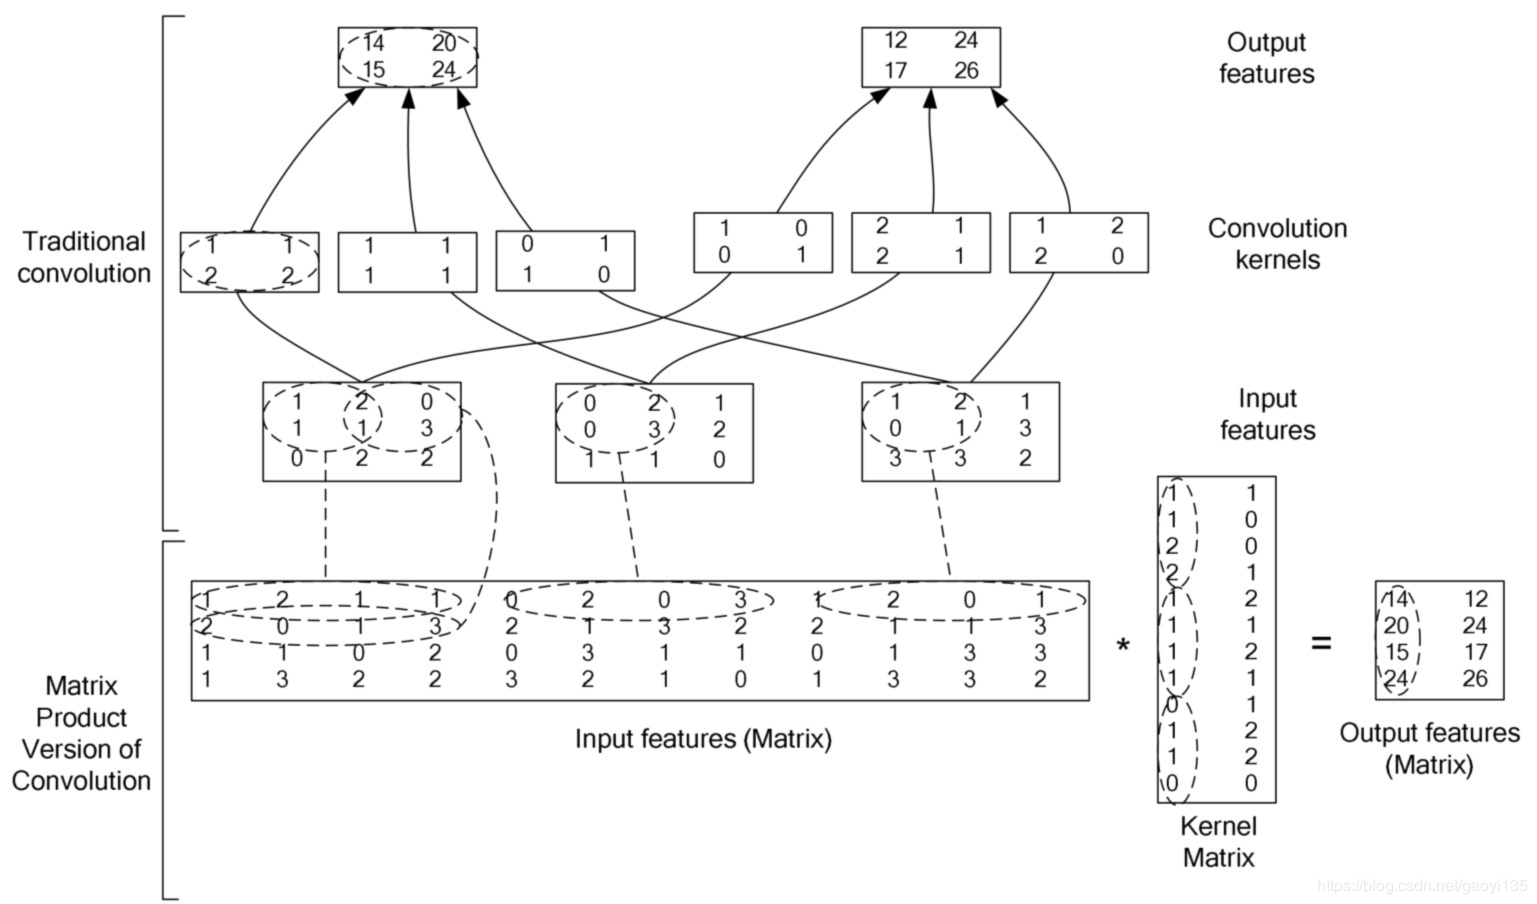 14 20
15 24
12 24
17 26
Output
features
Traditional
convolution
1 1
2 2
1 1
1 1
0 1
1 0
1 0
0 1
2 1
2 1
1 2
2 0
Convolution
kernels
1 2 0
1 1 3
0 2 2
0 2 1
0 3 2
1 1 0
1 2 1
0 1 3
3 3 2
Input
features
Matrix
Product
Version of
Convolution
1 2 1 1 0 2 0 3 1 2 0 1
2 0 1 3 2 1 3 2 2 1 1 3
1 1 0 2 0 3 1 1 0 1 3 3
1 3 2 2 3 2 1 0 1 3 3 2
Input features (Matrix)
*
1 1
1 0
2 0
2 1
1 2
1 1
1 2
1 1
0 1
1 2
1 2
0 0
Kernel
Matrix
=
14 12
20 24
15 17
24 26
Output features
(Matrix)
https://blog.csdn.net/gaoyi135